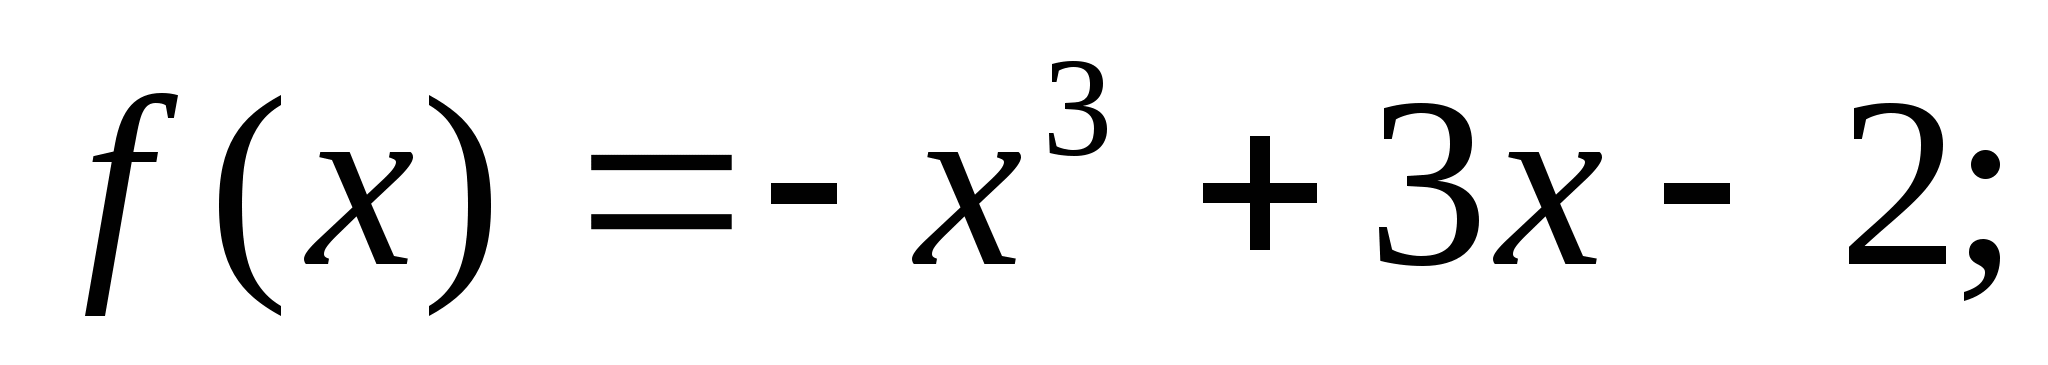 f(x) = - x³ + 3x - 2;